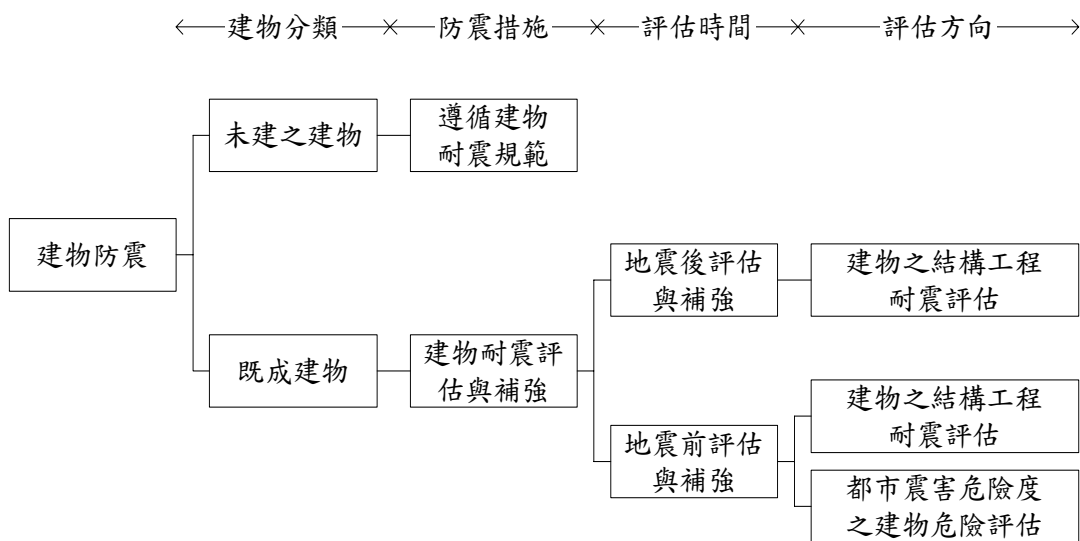 建物分類 防震措施 評估時間 評估方向
未建之建物
遵循建物
耐震規範
建物防震
地震後評估
與補強
建物之結構工程
耐震評估
既成建物
建物耐震評
估與補強
建物之結構工程
耐震評估
地震前評估
與補強
都市震害危險度
之建物危險評估